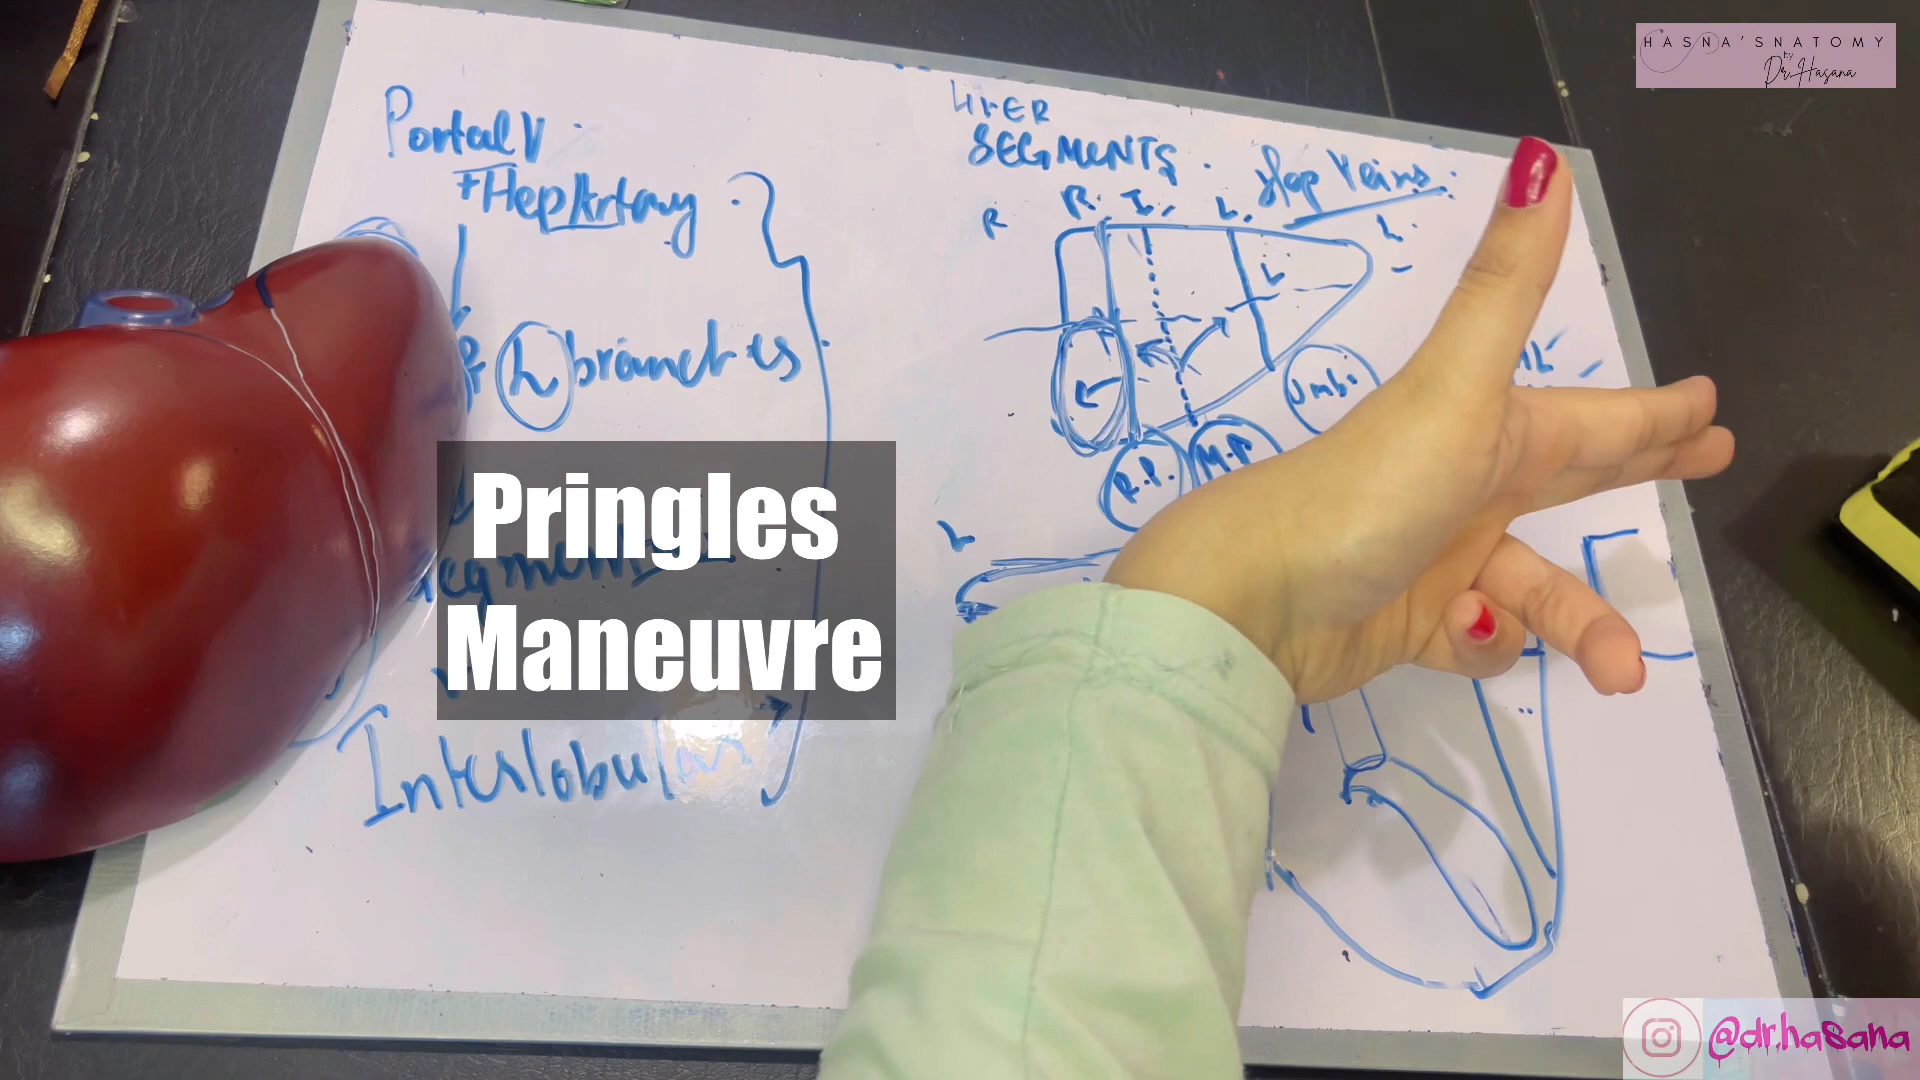 HASNA'SNATOMY
by
Dr.Hasana
Portal V
+ Hep Artery
branches
Pringles
Maneuvre
Interlobular
LIVER
SEGMENTS.
Hep Veins.
R
R. I. L.
L.
L
Umb.
R.P. M.P
L
@dr.hasana